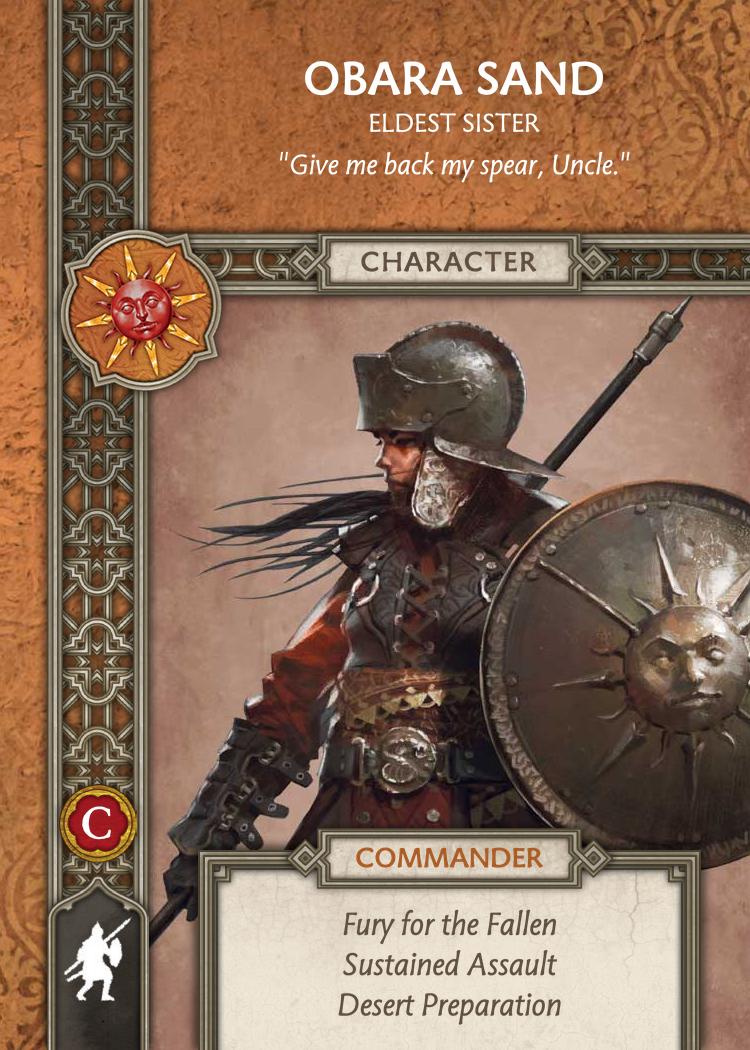 OBARA SAND
ELDEST SISTER
"Give me back my spear, Uncle."
CHARACTER
C
COMMANDER
Fury for the Fallen
Sustained Assault
Desert Preparation